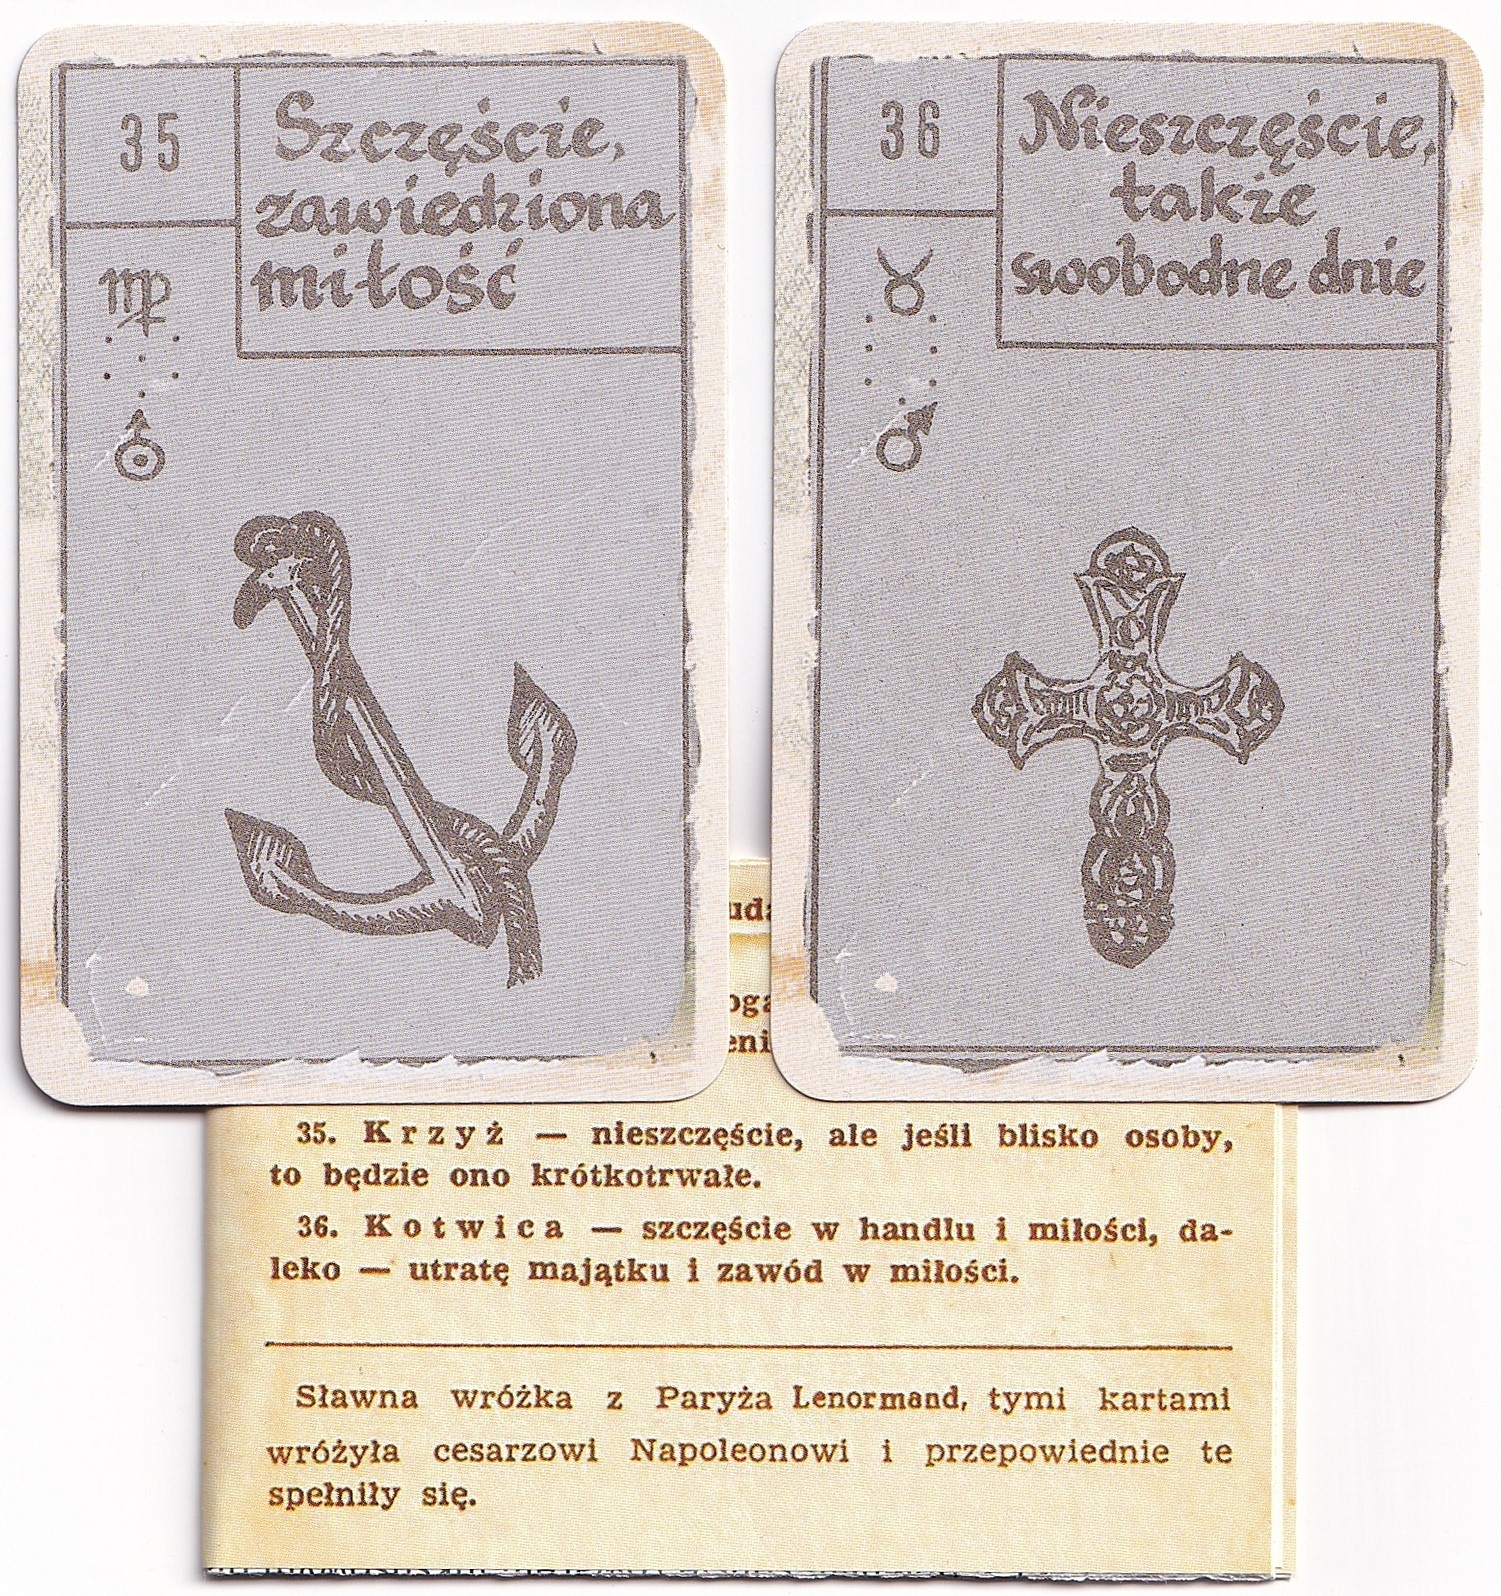 35
Szczęście,
zawiedziona
miłość
36
Nieszczęście,
także
swobodne dnie
35. Krzyż — nieszczęście, ale jeśli blisko osoby,
to będzie ono krótkotrwałe.
36. Kotwica — szczęście w handlu i miłości, da-
leko — utratę majątku i zawód w miłości.
Sławna wróżka z Paryża Lenormand, tymi kartami
wróżyła cesarzowi Napoleonowi i przepowiednie te
spełniły się.